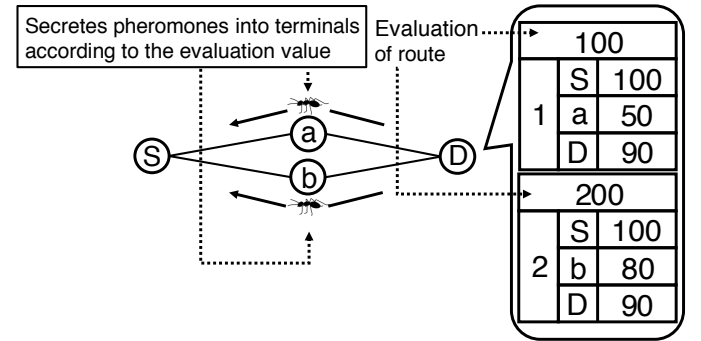 Secretes pheromones into terminals
according to the evaluation value
Evaluation
of route
S
a
b
D
100
1
S 100
a 50
D 90
200
2
S 100
b 80
D 90